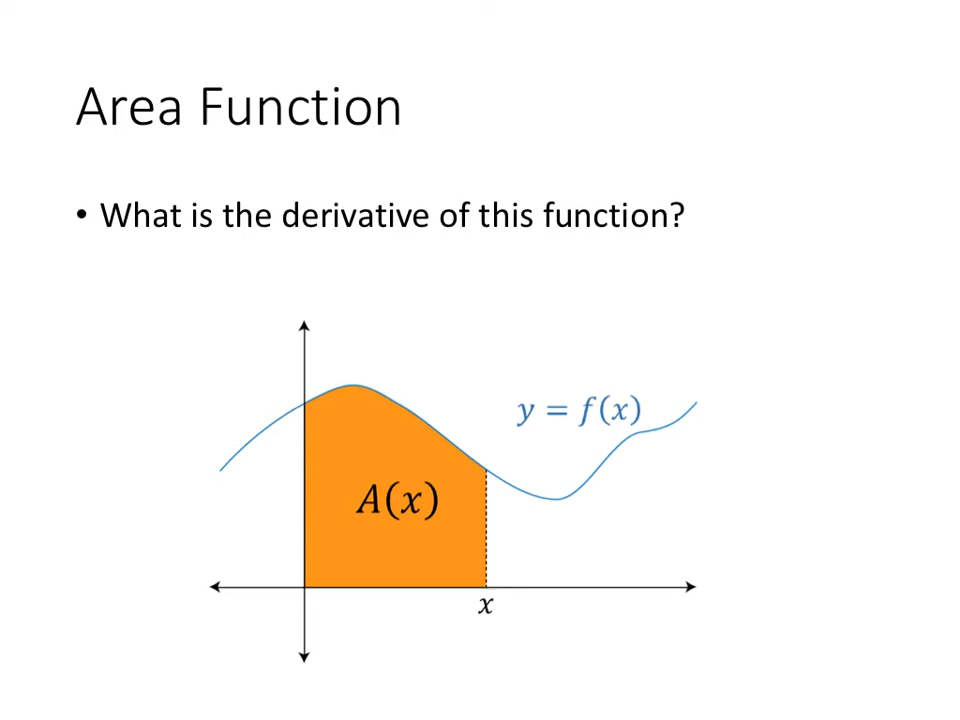 Area Function
• What is the derivative of this function?
y = f(x)
A(x)
x